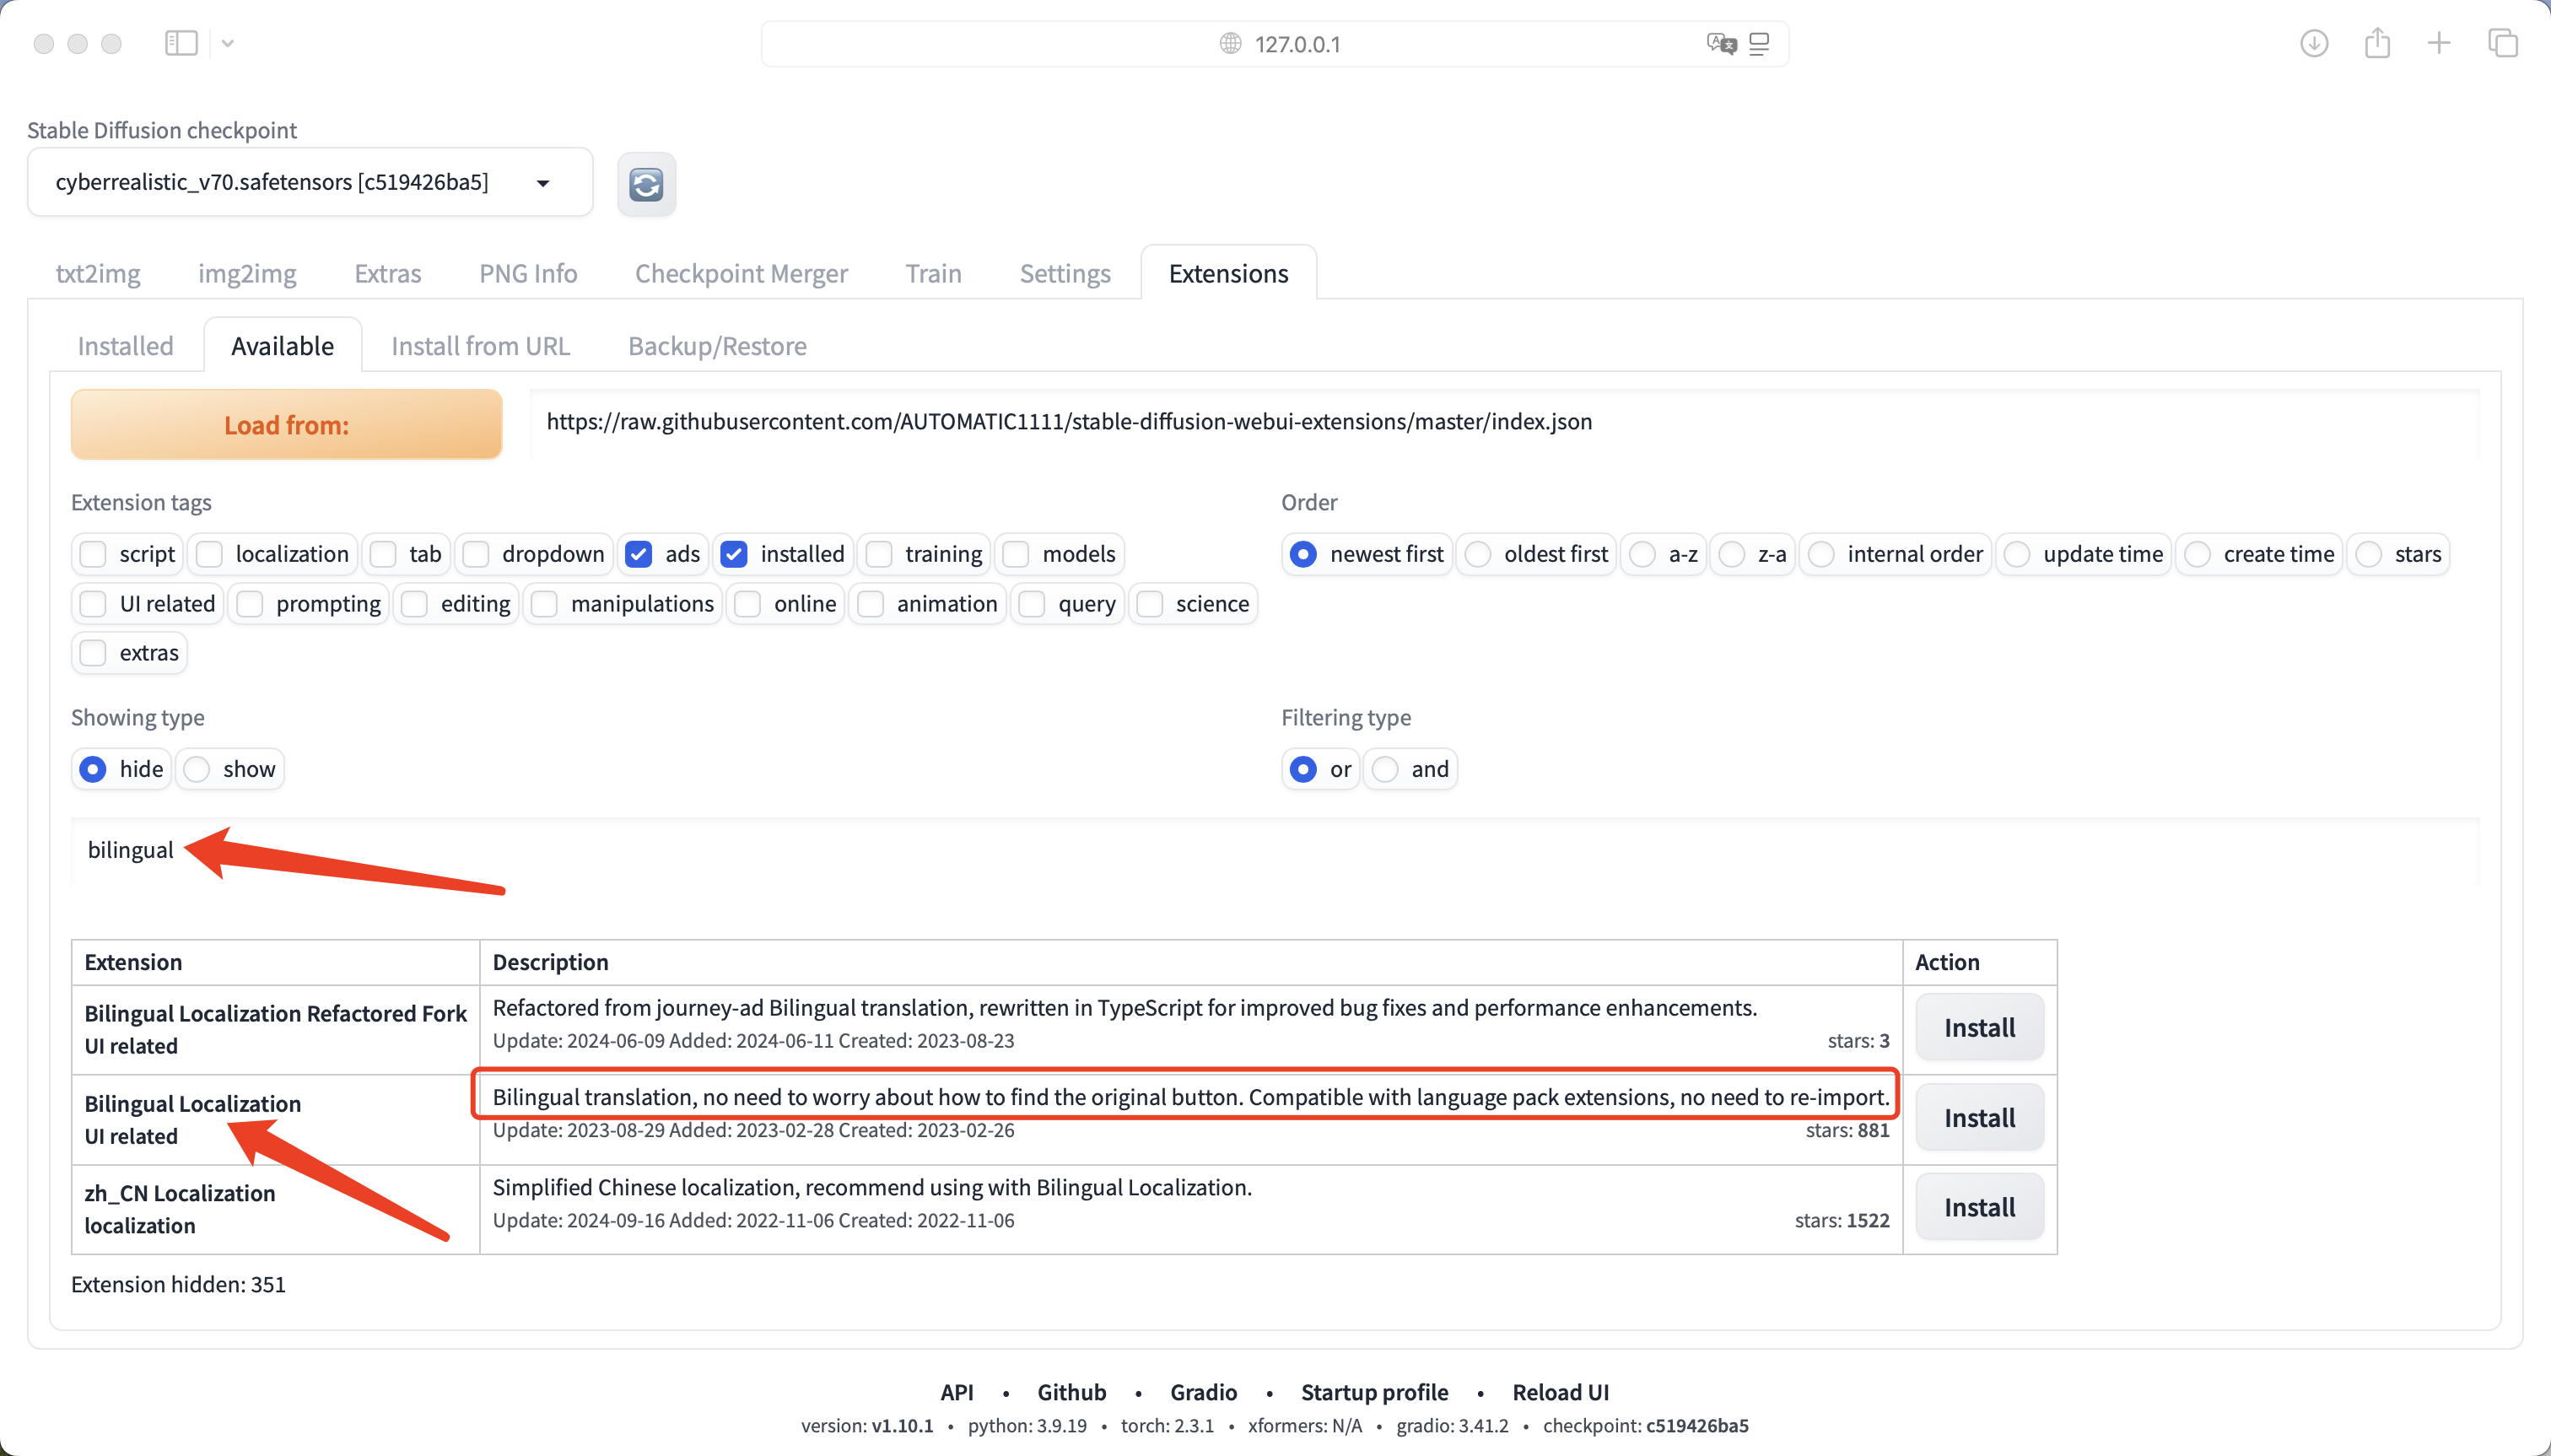 127.0.0.1
Stable Diffusion checkpoint
cyberrealistic_v70.safetensors [c519426ba5]
txt2img img2img Extras PNG Info Checkpoint Merger Train Settings Extensions
Installed Available Install from URL Backup/Restore
Load from: https://raw.githubusercontent.com/AUTOMATIC1111/stable-diffusion-webui-extensions/master/index.json
Extension tags
script localization tab dropdown ads installed training models
UI related prompting editing manipulations online animation query science
extras
Order
newest first oldest first a-z z-a internal order update time create time stars
Showing type
hide show
Filtering type
or and
bilingual
Extension Description Action
Bilingual Localization Refactored Fork
UI related
Refactored from journey-ad Bilingual translation, rewritten in TypeScript for improved bug fixes and performance enhancements.
Update: 2024-06-09 Added: 2024-06-11 Created: 2023-08-23 stars: 3
Install
Bilingual Localization
UI related
Bilingual translation, no need to worry about how to find the original button. Compatible with language pack extensions, no need to re-import.
Update: 2023-08-29 Added: 2023-02-28 Created: 2023-02-26 stars: 881
Install
zh_CN Localization
localization
Simplified Chinese localization, recommend using with Bilingual Localization.
Update: 2024-09-16 Added: 2022-11-06 Created: 2022-11-06 stars: 1522
Install
Extension hidden: 351
API • Github • Gradio • Startup profile • Reload UI
version: v1.10.1 • python: 3.9.19 • torch: 2.3.1 • xformers: N/A • gradio: 3.41.2 • checkpoint: c519426ba5